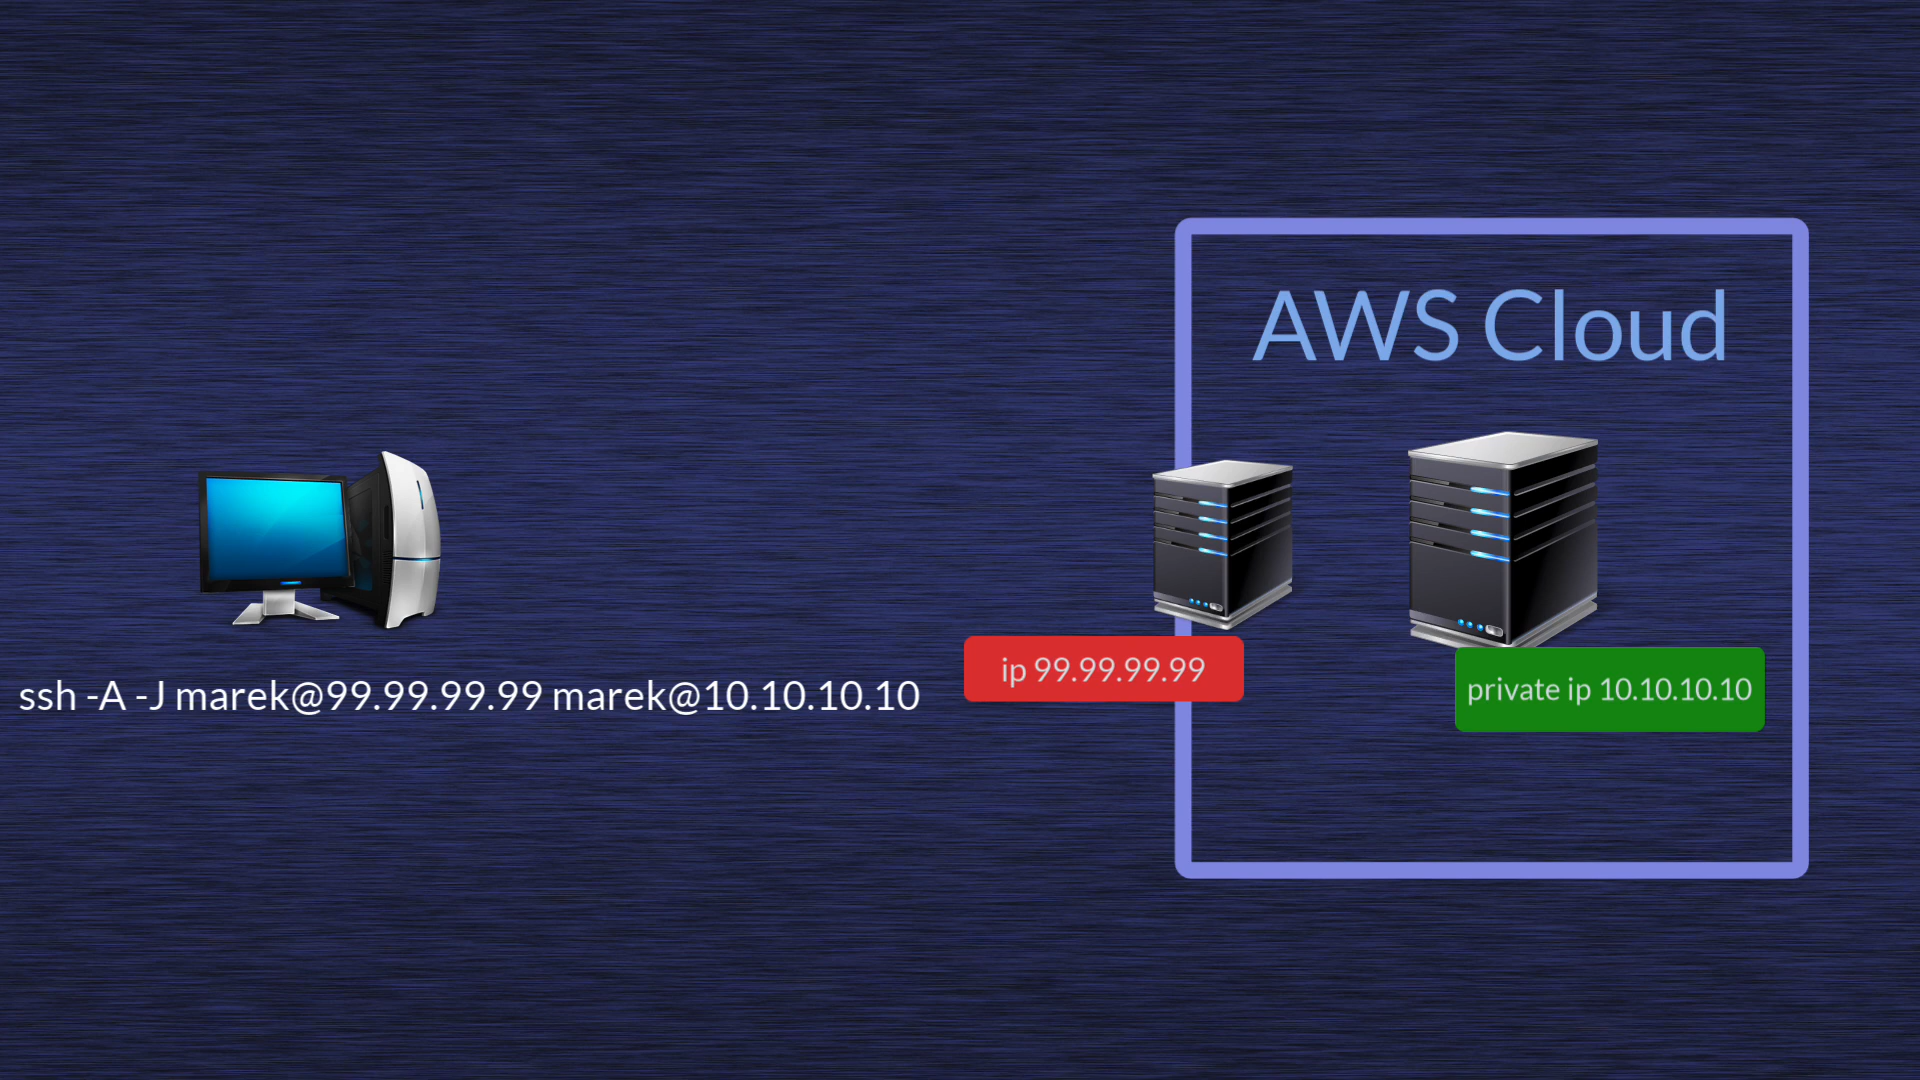 AWS Cloud
ip 99.99.99.99
ssh -A -J marek@99.99.99.99 marek@10.10.10.10
private ip 10.10.10.10